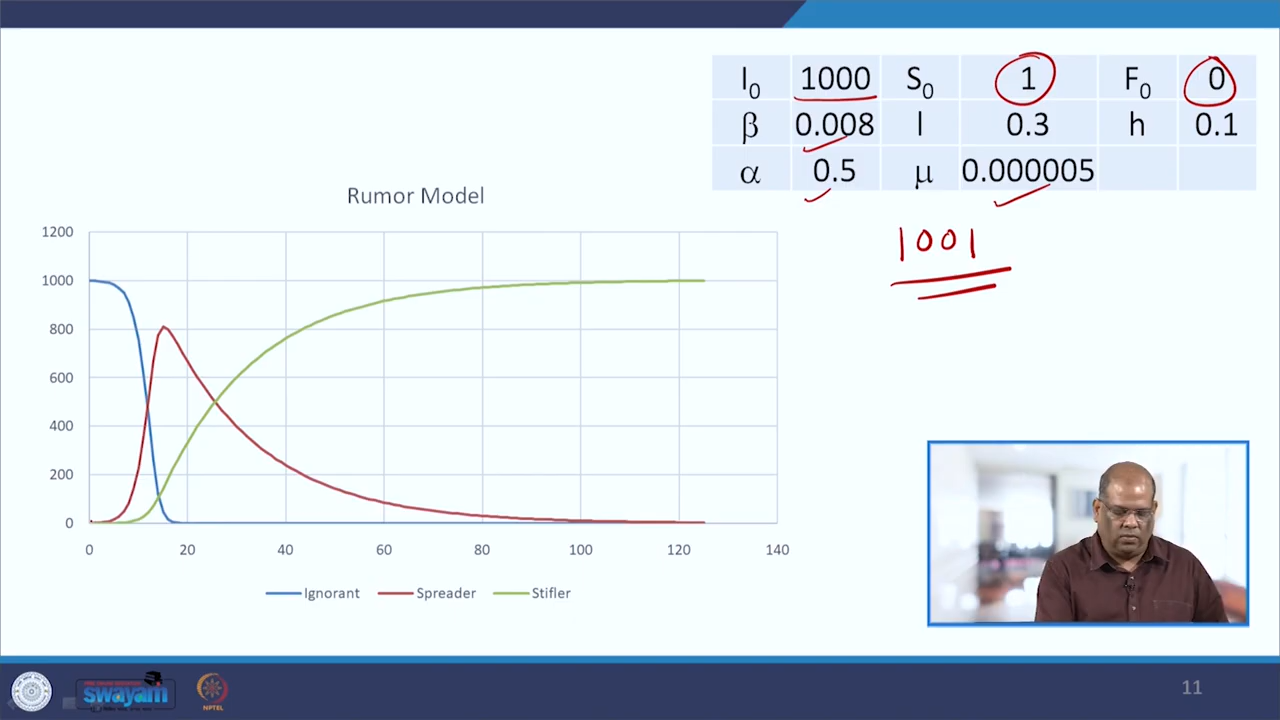 I0 1000 S0 1 F0 0
β 0.008 l 0.3 h 0.1
α 0.5 μ 0.000005
1001
Rumor Model
1200
1000
800
600
400
200
0
0 20 40 60 80 100 120 140
Ignorant Spreader Stifler
swayam
NPTEL
11